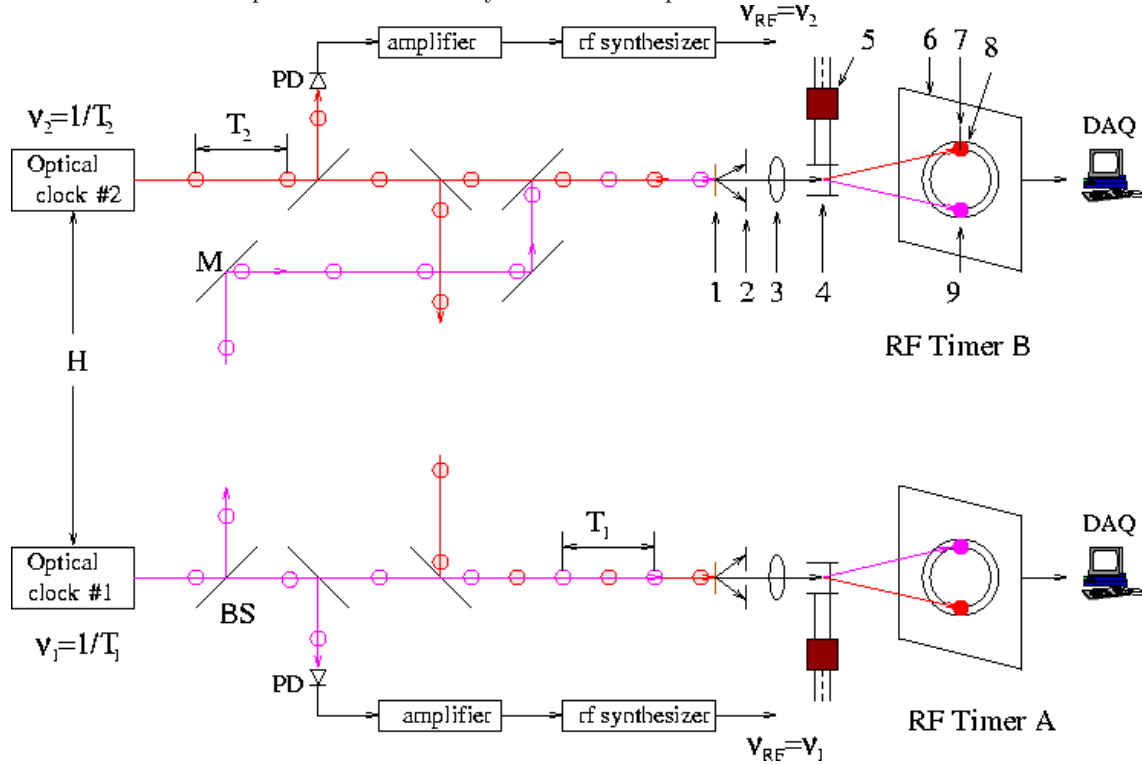 ν_RF=ν_2
amplifier
rf synthesizer
PD
5 6 7 8
ν_2=1/T_2
T_2
DAQ
Optical
clock #2
M
1 2 3 4 9
RF Timer B
H
T_1
DAQ
Optical
clock #1
BS
ν_1=1/T_1
PD
amplifier
rf synthesizer
RF Timer A
ν_RF=ν_1